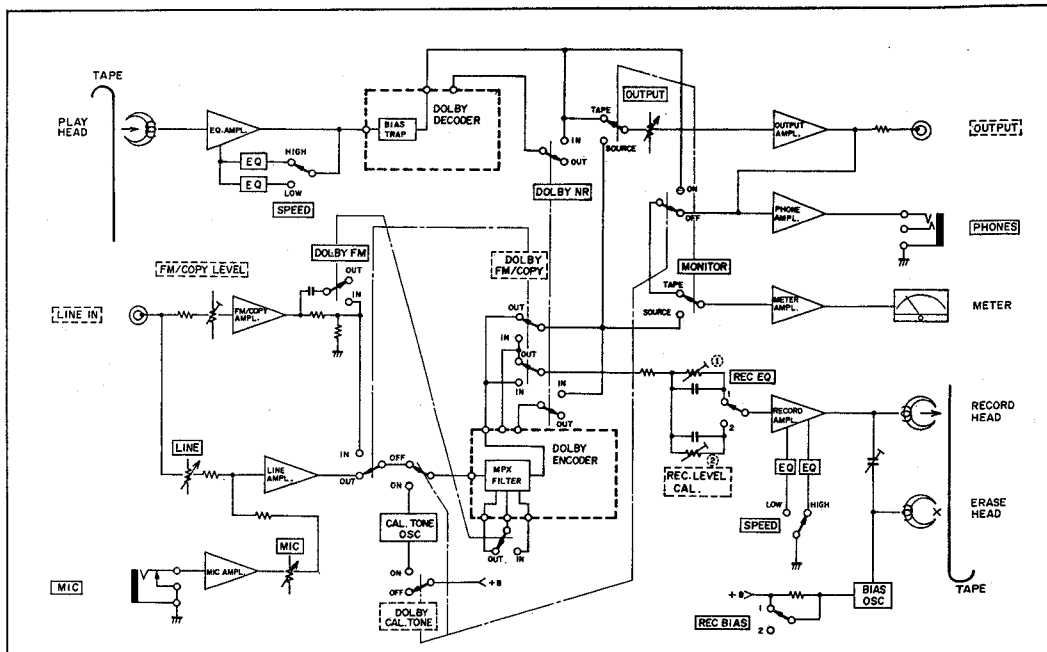 TAPE
PLAY HEAD
EQ. AMPL.
HIGH
EQ
EQ
LOW
SPEED
BIAS TRAP
DOLBY DECODER
IN
OUT
DOLBY NR
TAPE
SOURCE
OUTPUT
OUTPUT AMPL.
OUTPUT
ON
OFF
PHONE AMPL.
PHONES
MONITOR
TAPE
SOURCE
METER AMPL.
METER
FM/COPY LEVEL
LINE IN
FM/COPY AMPL.
DOLBY FM
OUT
IN
DOLBY FM/COPY
OUT
IN
OUT
IN
IN
OUT
1
REC EQ
1
2
2
REC. LEVEL CAL.
RECORD AMPL.
EQ
EQ
LOW
HIGH
SPEED
RECORD HEAD
ERASE HEAD
TAPE
LINE
LINE AMPL.
IN
OUT
OFF
ON
CAL. TONE OSC
ON
OFF
+B
DOLBY CAL. TONE
DOLBY ENCODER
MPX FILTER
OUT
IN
MIC
MIC AMPL.
MIC
+B
1
2
REC BIAS
BIAS OSC